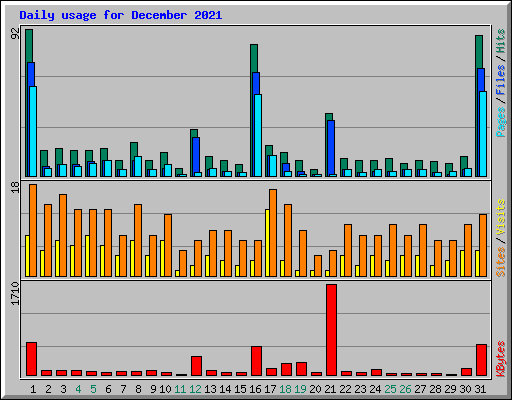 Daily usage for December 2021
92
Pages / Files / Hits
18
Sites / Visits
1710
KBytes
1 2 3 4 5 6 7 8 9 10 11 12 13 14 15 16 17 18 19 20 21 22 23 24 25 26 27 28 29 30 31